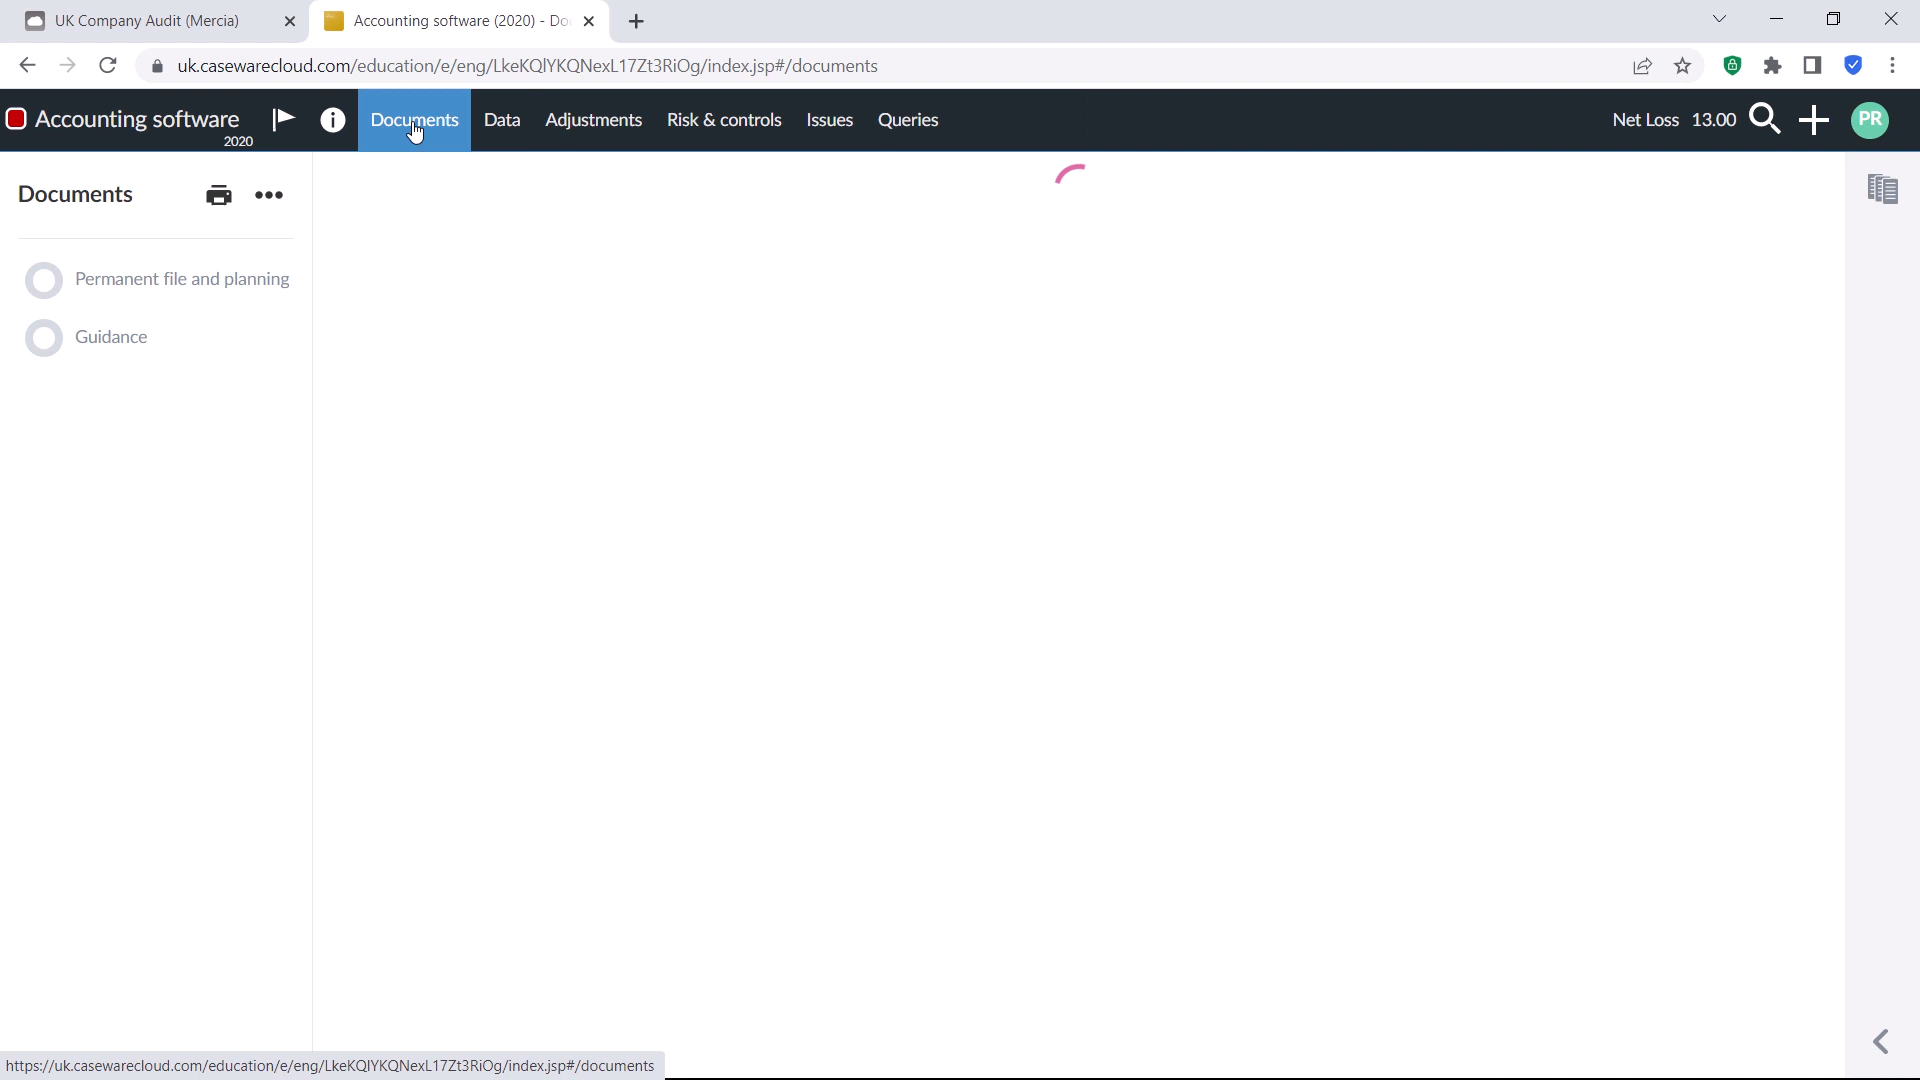 UK Company Audit (Mercia)
Accounting software (2020) - Do
uk.casewarecloud.com/education/e/eng/LkeKQlYKQNexL17Zt3RiOg/index.jsp#/documents
Accounting software
2020
Documents
Data
Adjustments
Risk & controls
Issues
Queries
Net Loss 13.00
PR
Documents
Permanent file and planning
Guidance
https://uk.casewarecloud.com/education/e/eng/LkeKQlYKQNexL17Zt3RiOg/index.jsp#/documents